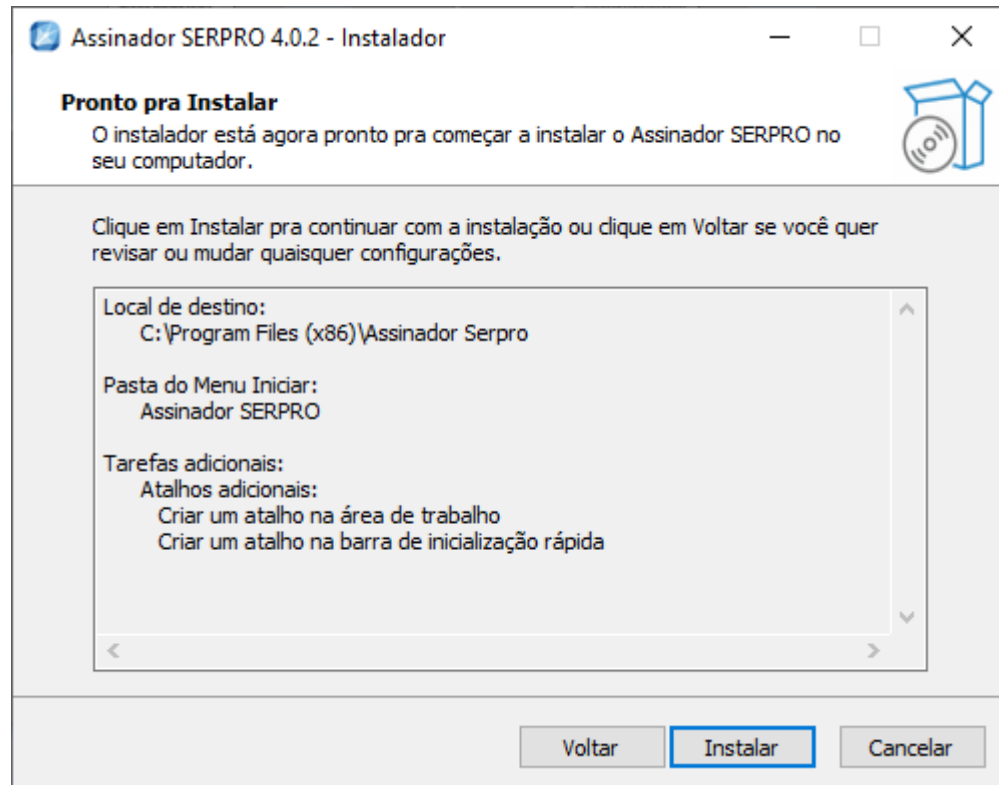 Assinador SERPRO 4.0.2 - Instalador
Pronto pra Instalar
O instalador está agora pronto pra começar a instalar o Assinador SERPRO no
seu computador.
Clique em Instalar pra continuar com a instalação ou clique em Voltar se você quer
revisar ou mudar quaisquer configurações.
Local de destino:
C:\Program Files (x86)\Assinador Serpro
Pasta do Menu Iniciar:
Assinador SERPRO
Tarefas adicionais:
Atalhos adicionais:
Criar um atalho na área de trabalho
Criar um atalho na barra de inicialização rápida
Voltar
Instalar
Cancelar